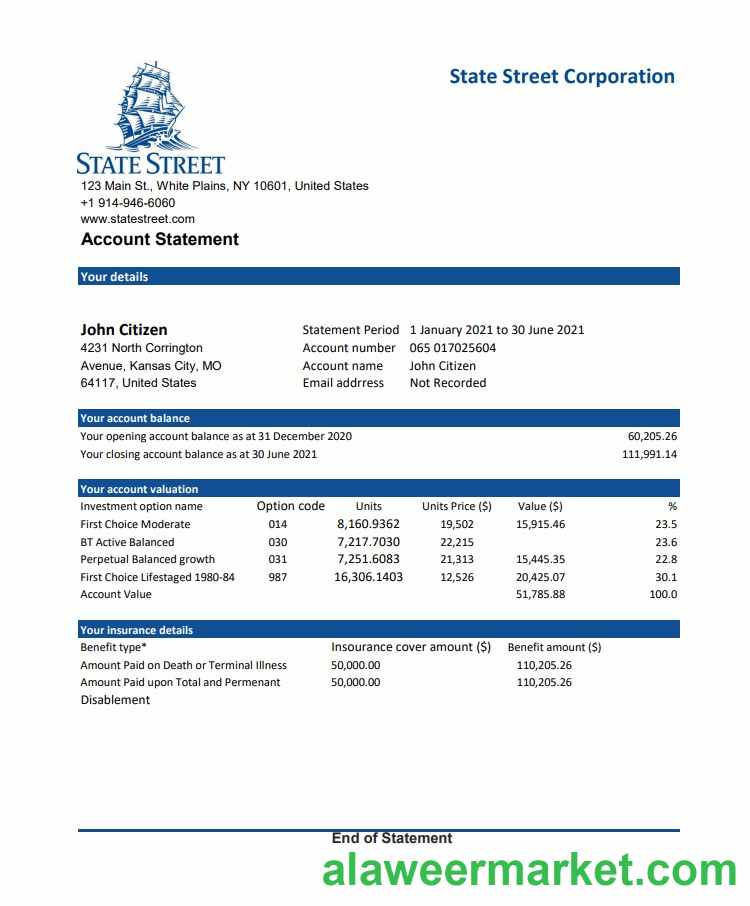 State Street Corporation
STATE STREET
123 Main St., White Plains, NY 10601, United States
+1 914-946-6060
www.statestreet.com
Account Statement
Your details
John Citizen Statement Period 1 January 2021 to 30 June 2021
4231 North Corrington Account number 065 017025604
Avenue, Kansas City, MO Account name John Citizen
64117, United States Email addrress Not Recorded
Your account balance
Your opening account balance as at 31 December 2020 60,205.26
Your closing account balance as at 30 June 2021 111,991.14
Your account valuation
Investment option name Option code Units Units Price ($) Value ($) %
First Choice Moderate 014 8,160.9362 19,502 15,915.46 23.5
BT Active Balanced 030 7,217.7030 22,215 23.6
Perpetual Balanced growth 031 7,251.6083 21,313 15,445.35 22.8
First Choice Lifestaged 1980-84 987 16,306.1403 12,526 20,425.07 30.1
Account Value 51,785.88 100.0
Your insurance details
Benefit type* Insourance cover amount ($) Benefit amount ($)
Amount Paid on Death or Terminal Illness 50,000.00 110,205.26
Amount Paid upon Total and Permenant 50,000.00 110,205.26
Disablement
End of Statement
alaweermarket.com